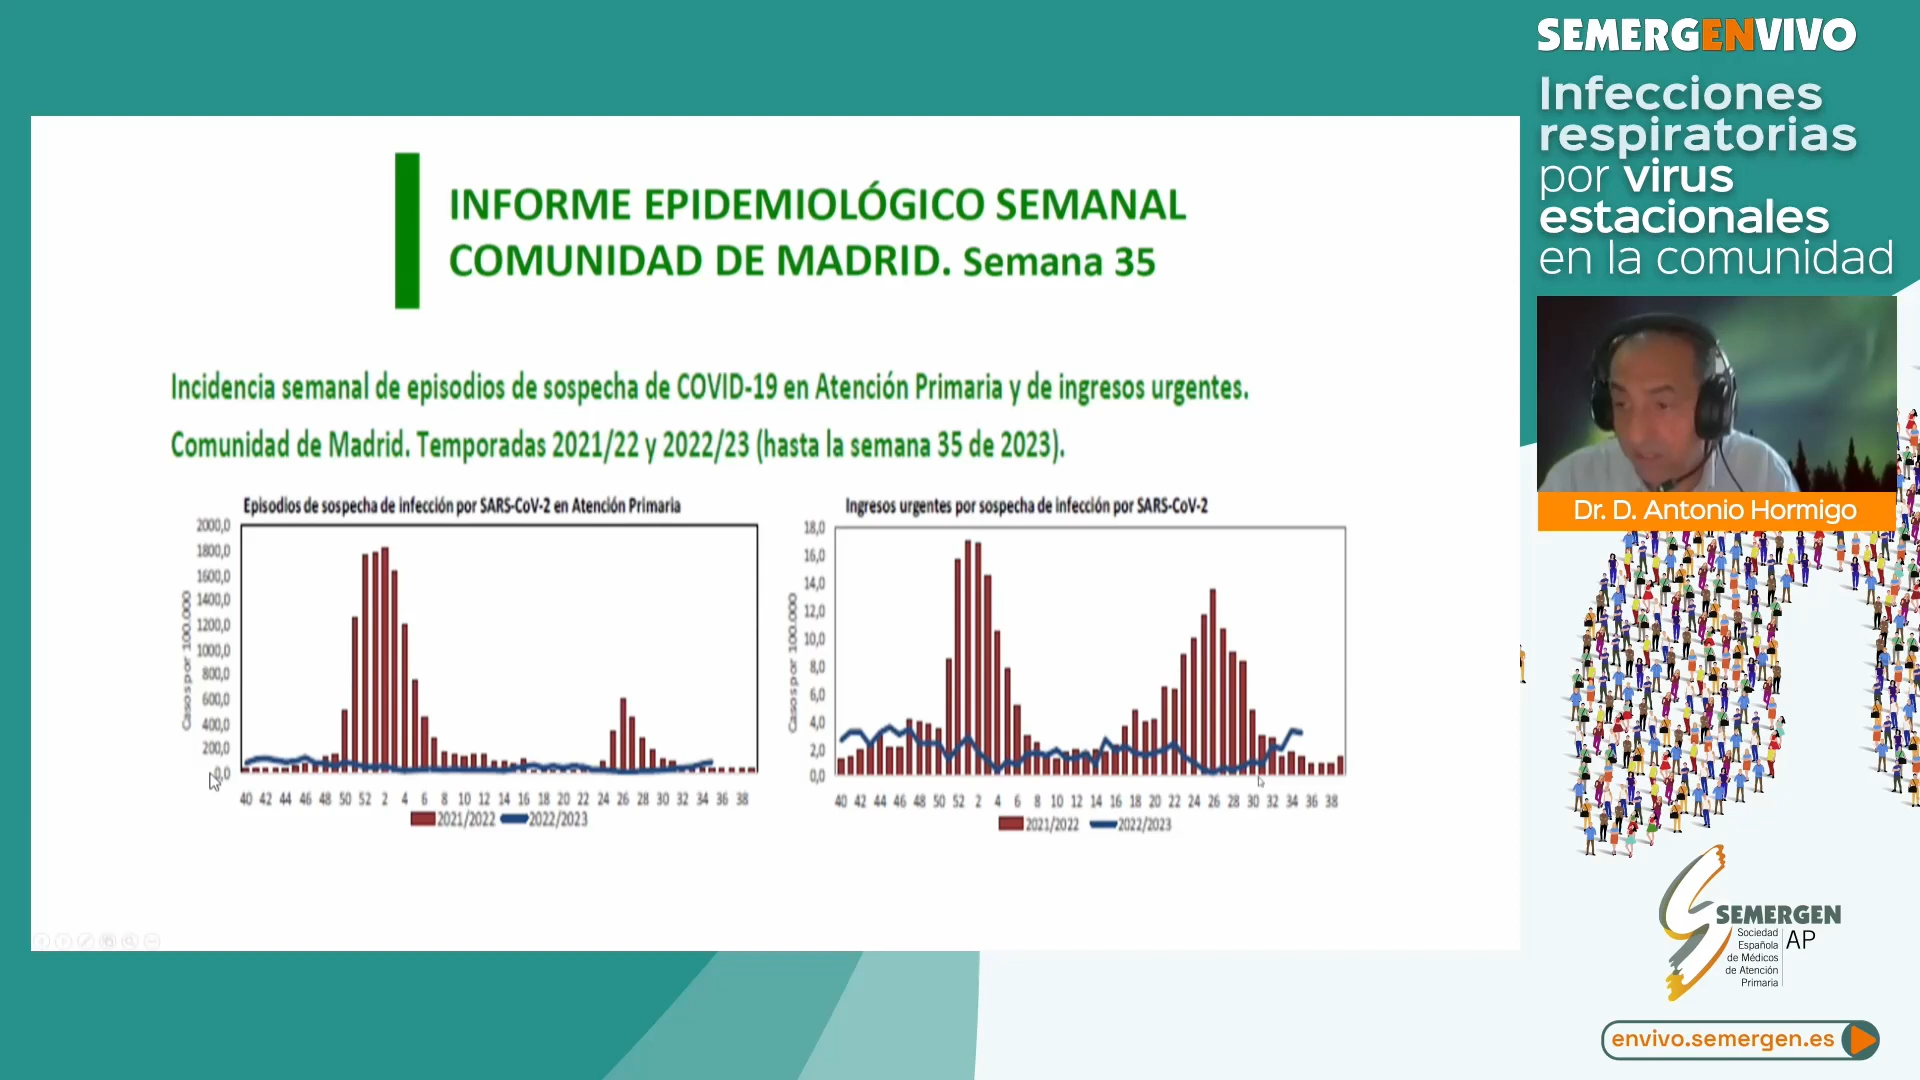 SEMERGENVIVO
Infecciones
respiratorias
por virus
estacionales
en la comunidad
INFORME EPIDEMIOLÓGICO SEMANAL
COMUNIDAD DE MADRID. Semana 35
Incidencia semanal de episodios de sospecha de COVID-19 en Atención Primaria y de ingresos urgentes.
Comunidad de Madrid. Temporadas 2021/22 y 2022/23 (hasta la semana 35 de 2023).
Episodios de sospecha de infección por SARS-CoV-2 en Atención Primaria
2000,0
1800,0
1600,0
1400,0
1200,0
1000,0
800,0
600,0
400,0
200,0
0,0
Casos por 100.000
40 42 44 46 48 50 52 2 4 6 8 10 12 14 16 18 20 22 24 26 28 30 32 34 36 38
2021/2022 2022/2023
Ingresos urgentes por sospecha de infección por SARS-CoV-2
18,0
16,0
14,0
12,0
10,0
8,0
6,0
4,0
2,0
0,0
Casos por 100.000
40 42 44 46 48 50 52 2 4 6 8 10 12 14 16 18 20 22 24 26 28 30 32 34 36 38
2021/2022 2022/2023
Dr. D. Antonio Hormigo
SEMERGEN
Sociedad
Española
de Médicos
de Atención
Primaria
AP
envivo.semergen.es